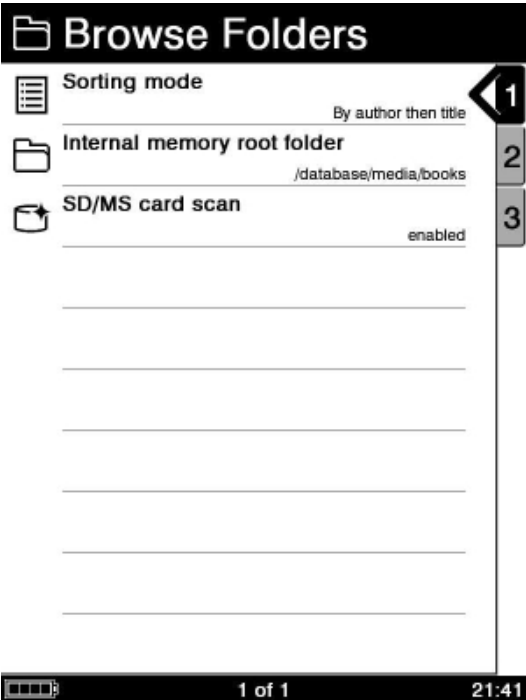 Browse Folders
Sorting mode
By author then title
1
Internal memory root folder
/database/media/books
2
SD/MS card scan
enabled
3
1 of 1
21:41